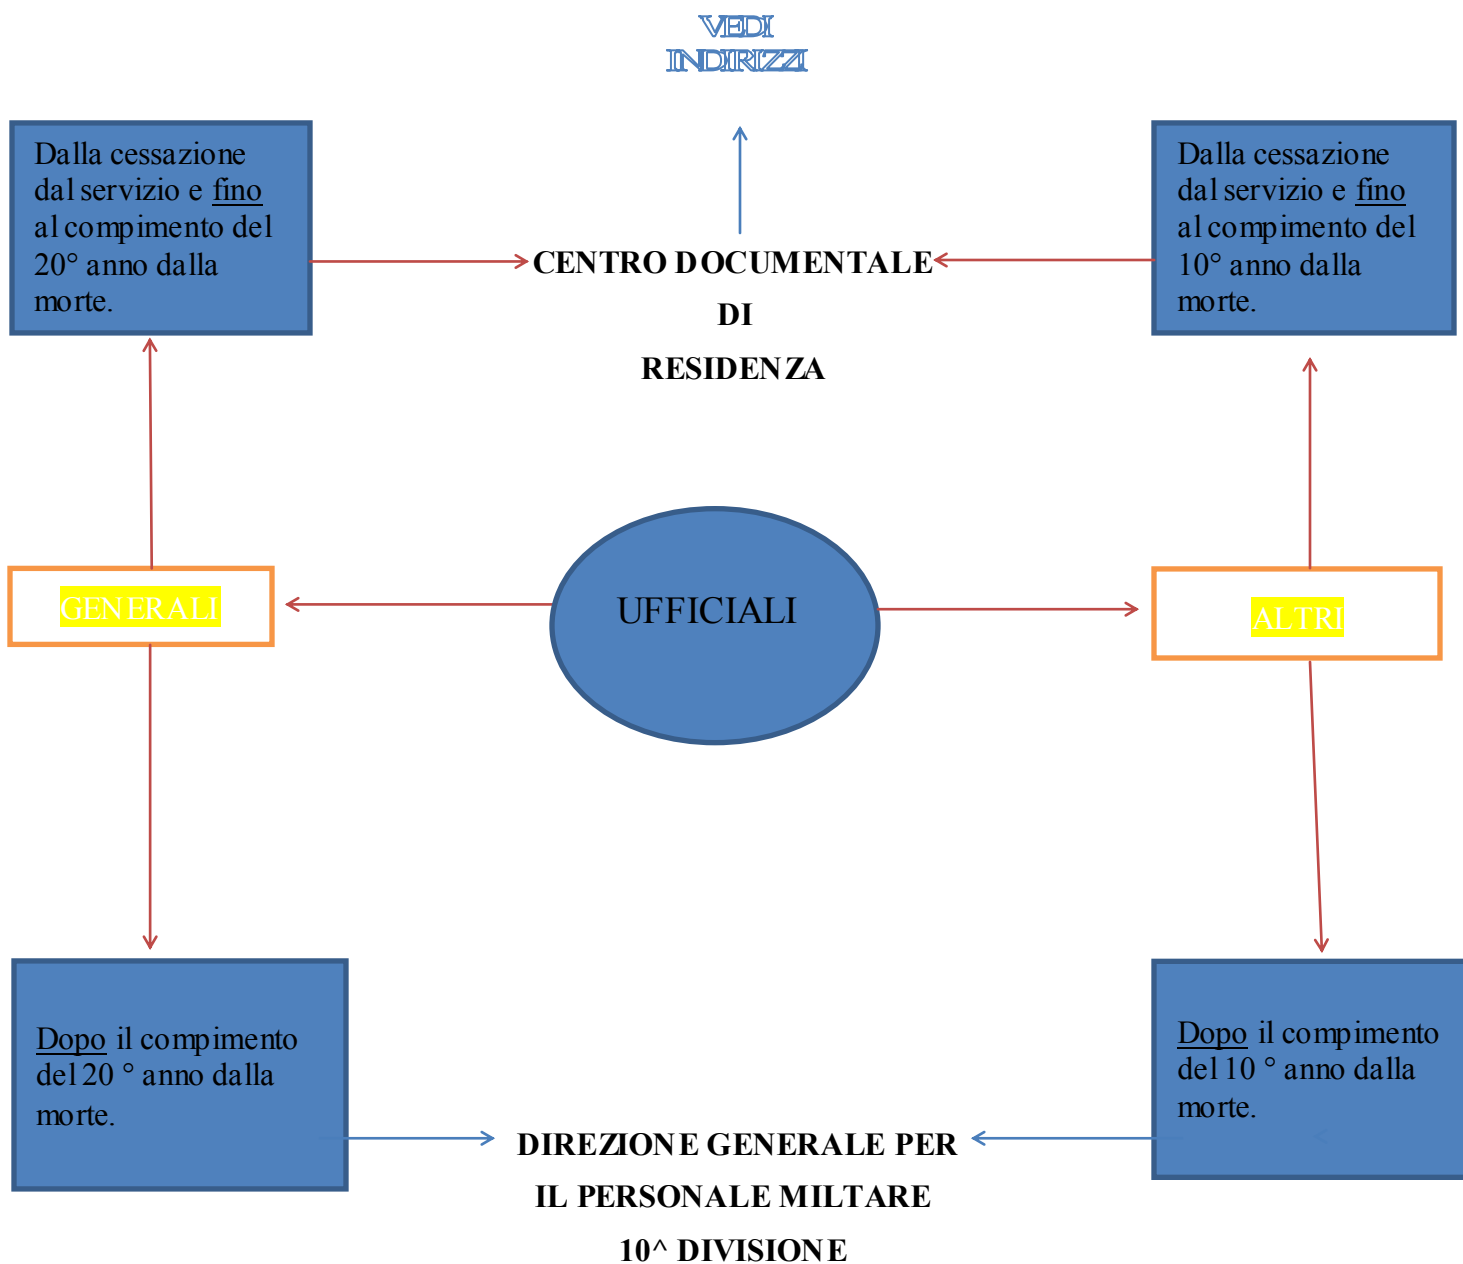 VEDI
INDIRIZZI
Dalla cessazione
dal servizio e fino
al compimento del
20° anno dalla
morte.
Dalla cessazione
dal servizio e fino
al compimento del
10° anno dalla
morte.
CENTRO DOCUMENTALE
DI
RESIDENZA
GENERALI
UFFICIALI
ALTRI
Dopo il compimento
del 20 ° anno dalla
morte.
Dopo il compimento
del 10 ° anno dalla
morte.
DIREZIONE GENERALE PER
IL PERSONALE MILTARE
10^ DIVISIONE